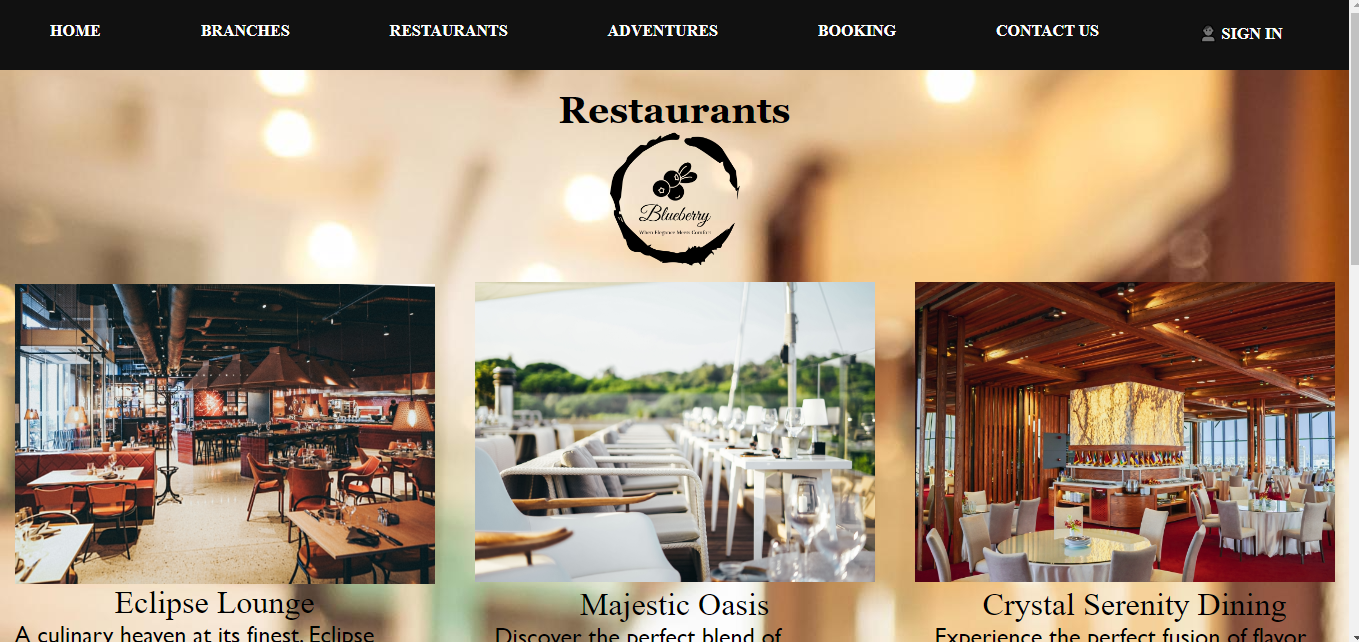 HOME BRANCHES RESTAURANTS ADVENTURES BOOKING CONTACT US SIGN IN
Restaurants
Blueberry
When Elegance Meets Comfort
Eclipse Lounge
A culinary heaven at its finest, Eclipse
Majestic Oasis
Discover the perfect blend of
Crystal Serenity Dining
Experience the perfect fusion of flavor